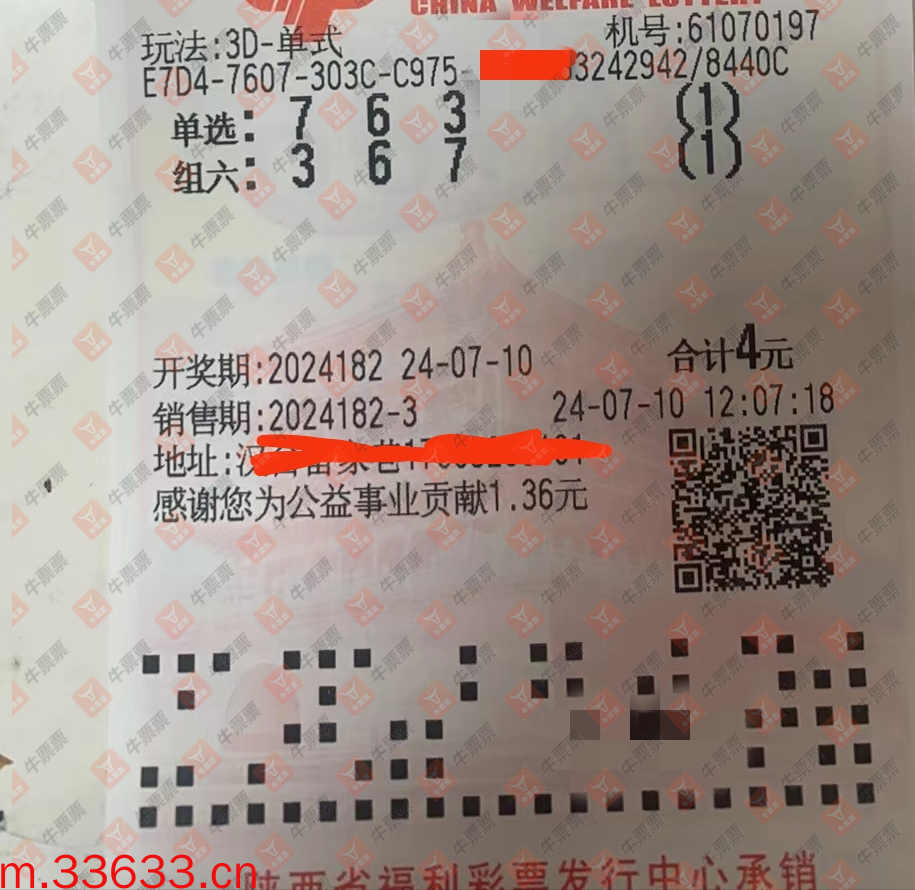 CHINA WELFARE LOTTERY
玩法:3D-单式 机号:61070197
E7D4-7607-303C-C975- 33242942/8440C
单选: 7 6 3 (1)
组六: 3 6 7 (1)
开奖期:2024182 24-07-10 合计4元
销售期:2024182-3 24-07-10 12:07:18
地址:
感谢您为公益事业贡献1.36元
牛票票
m.33633.cn
陕西省福利彩票发行中心承销